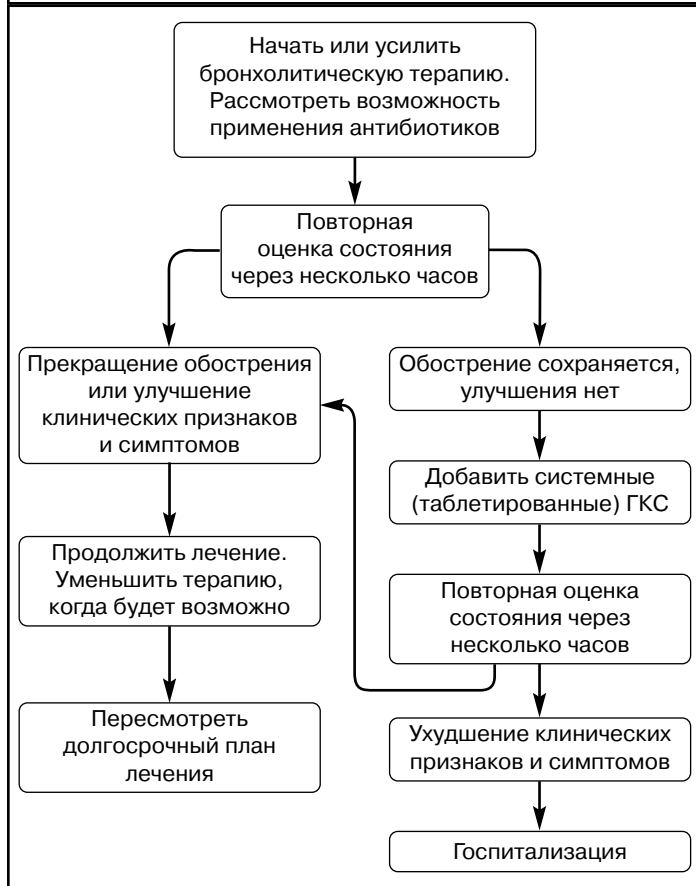 Начать или усилить
бронхолитическую терапию.
Рассмотреть возможность
применения антибиотиков
Повторная
оценка состояния
через несколько часов
Прекращение обострения
или улучшение
клинических признаков
и симптомов
Обострение сохраняется,
улучшения нет
Добавить системные
(таблетированные) ГКС
Продолжить лечение.
Уменьшить терапию,
когда будет возможно
Повторная оценка
состояния через
несколько часов
Пересмотреть
долгосрочный план
лечения
Ухудшение клинических
признаков и симптомов
Госпитализация